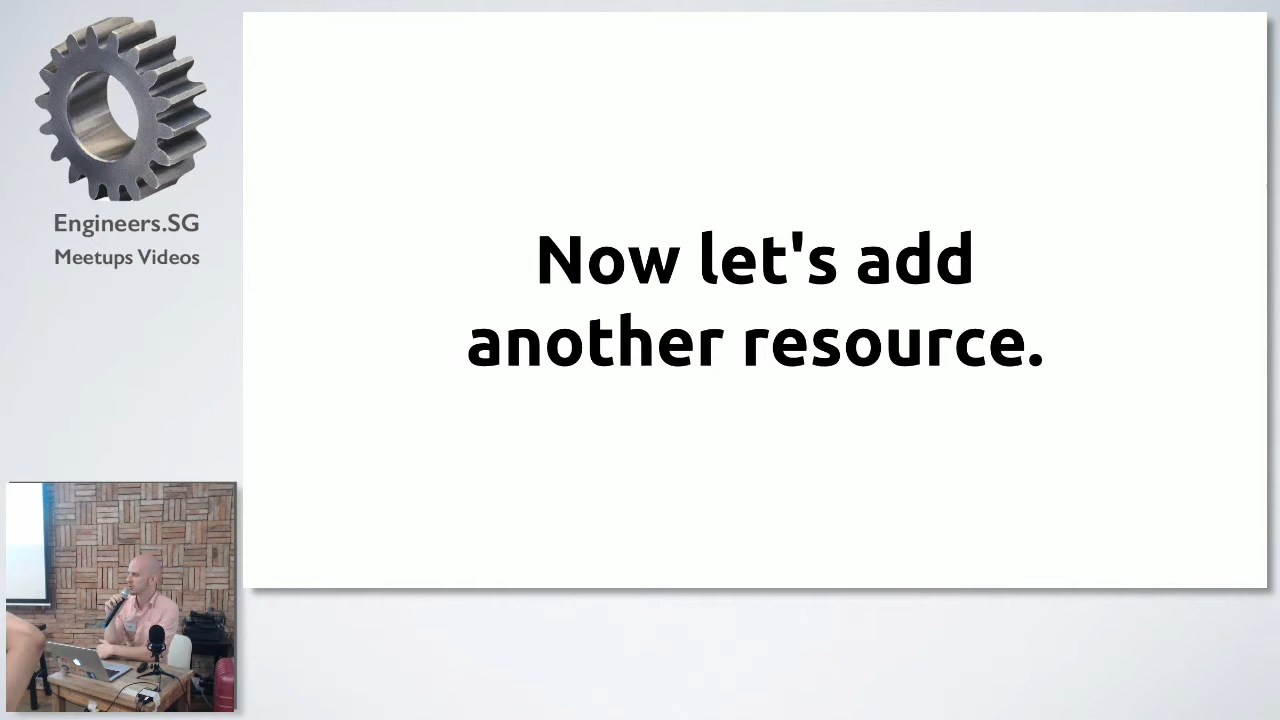 Engineers.SG
Meetups Videos
Now let's add
another resource.